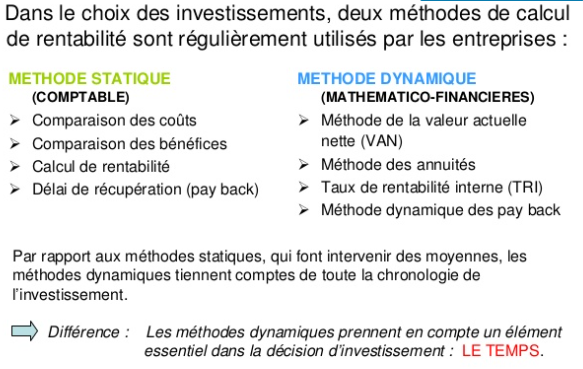 Dans le choix des investissements, deux méthodes de calcul
de rentabilité sont régulièrement utilisés par les entreprises :
METHODE STATIQUE
(COMPTABLE)
➢ Comparaison des coûts
➢ Comparaison des bénéfices
➢ Calcul de rentabilité
➢ Délai de récupération (pay back)
METHODE DYNAMIQUE
(MATHEMATICO-FINANCIERES)
➢ Méthode de la valeur actuelle
nette (VAN)
➢ Méthode des annuités
➢ Taux de rentabilité interne (TRI)
➢ Méthode dynamique des pay back
Par rapport aux méthodes statiques, qui font intervenir des moyennes, les
méthodes dynamiques tiennent comptes de toute la chronologie de
l'investissement.
Différence : Les méthodes dynamiques prennent en compte un élément
essentiel dans la décision d'investissement : LE TEMPS.